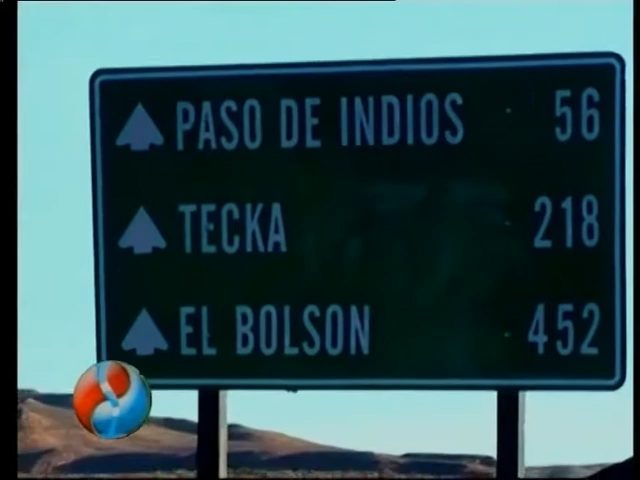 PASO DE INDIOS 56
TECKA 218
EL BOLSON 452